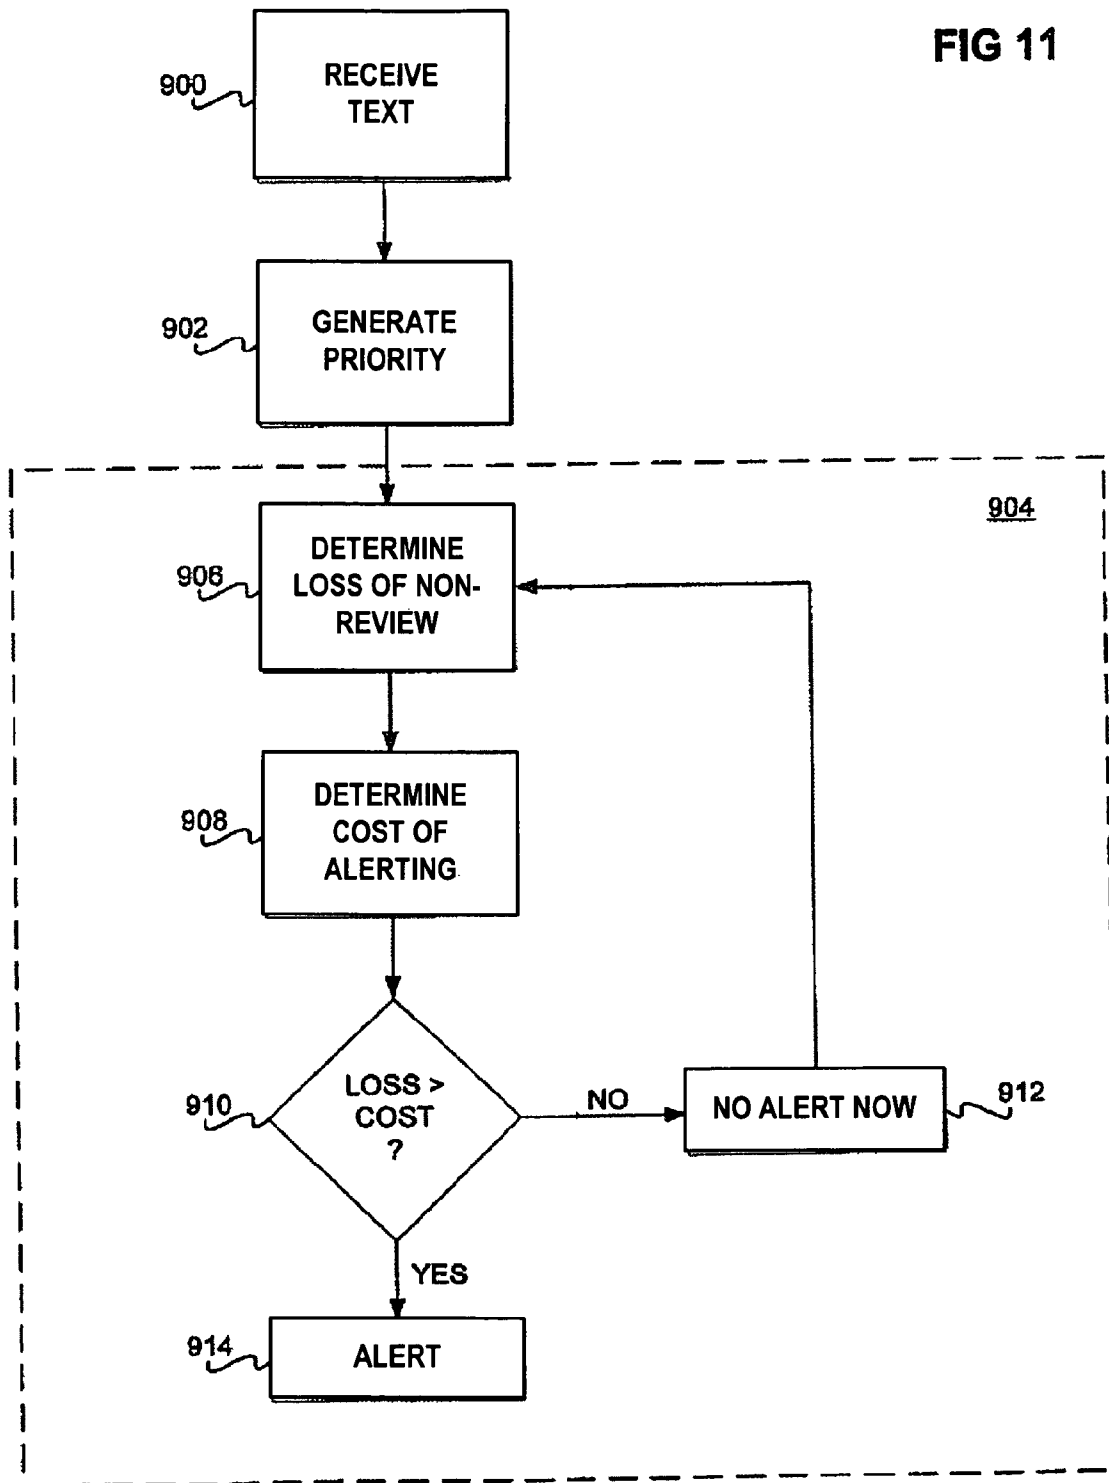 FIG 11
900
RECEIVE
TEXT
902
GENERATE
PRIORITY
904
906
DETERMINE
LOSS OF NON-
REVIEW
908
DETERMINE
COST OF
ALERTING
910
LOSS >
COST
?
NO
NO ALERT NOW
912
YES
914
ALERT